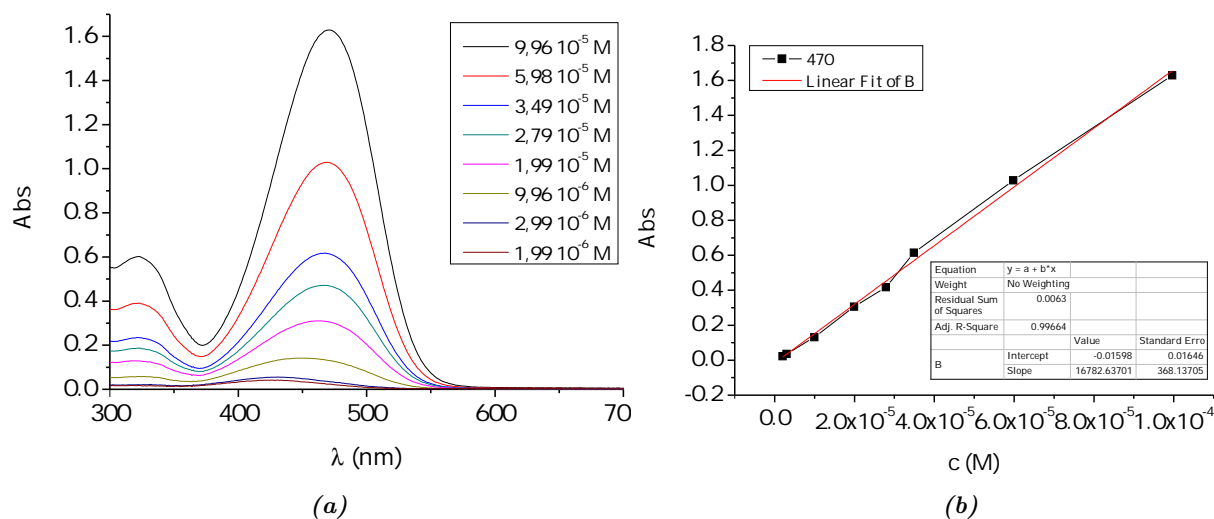 1.6
1.4
1.2
1.0
0.8
0.6
0.4
0.2
0.0
Abs
300
400
500
600
70
λ (nm)
9,96 10⁻⁵ M
5,98 10⁻⁵ M
3,49 10⁻⁵ M
2,79 10⁻⁵ M
1,99 10⁻⁵ M
9,96 10⁻⁶ M
2,99 10⁻⁶ M
1,99 10⁻⁶ M
(a)
1.8
1.6
1.4
1.2
1.0
0.8
0.6
0.4
0.2
0.0
-0.2
Abs
470
Linear Fit of B
Equation y = a + b*x
Weight No Weighting
Residual Sum of Squares 0.0063
Adj. R-Square 0.99664
Value Standard Erro
B Intercept -0.01598 0.01646
Slope 16782.63701 368.13705
0.0
2.0x10⁻⁵
4.0x10⁻⁵
6.0x10⁻⁵
8.0x10⁻⁵
1.0x10⁻⁴
c (M)
(b)